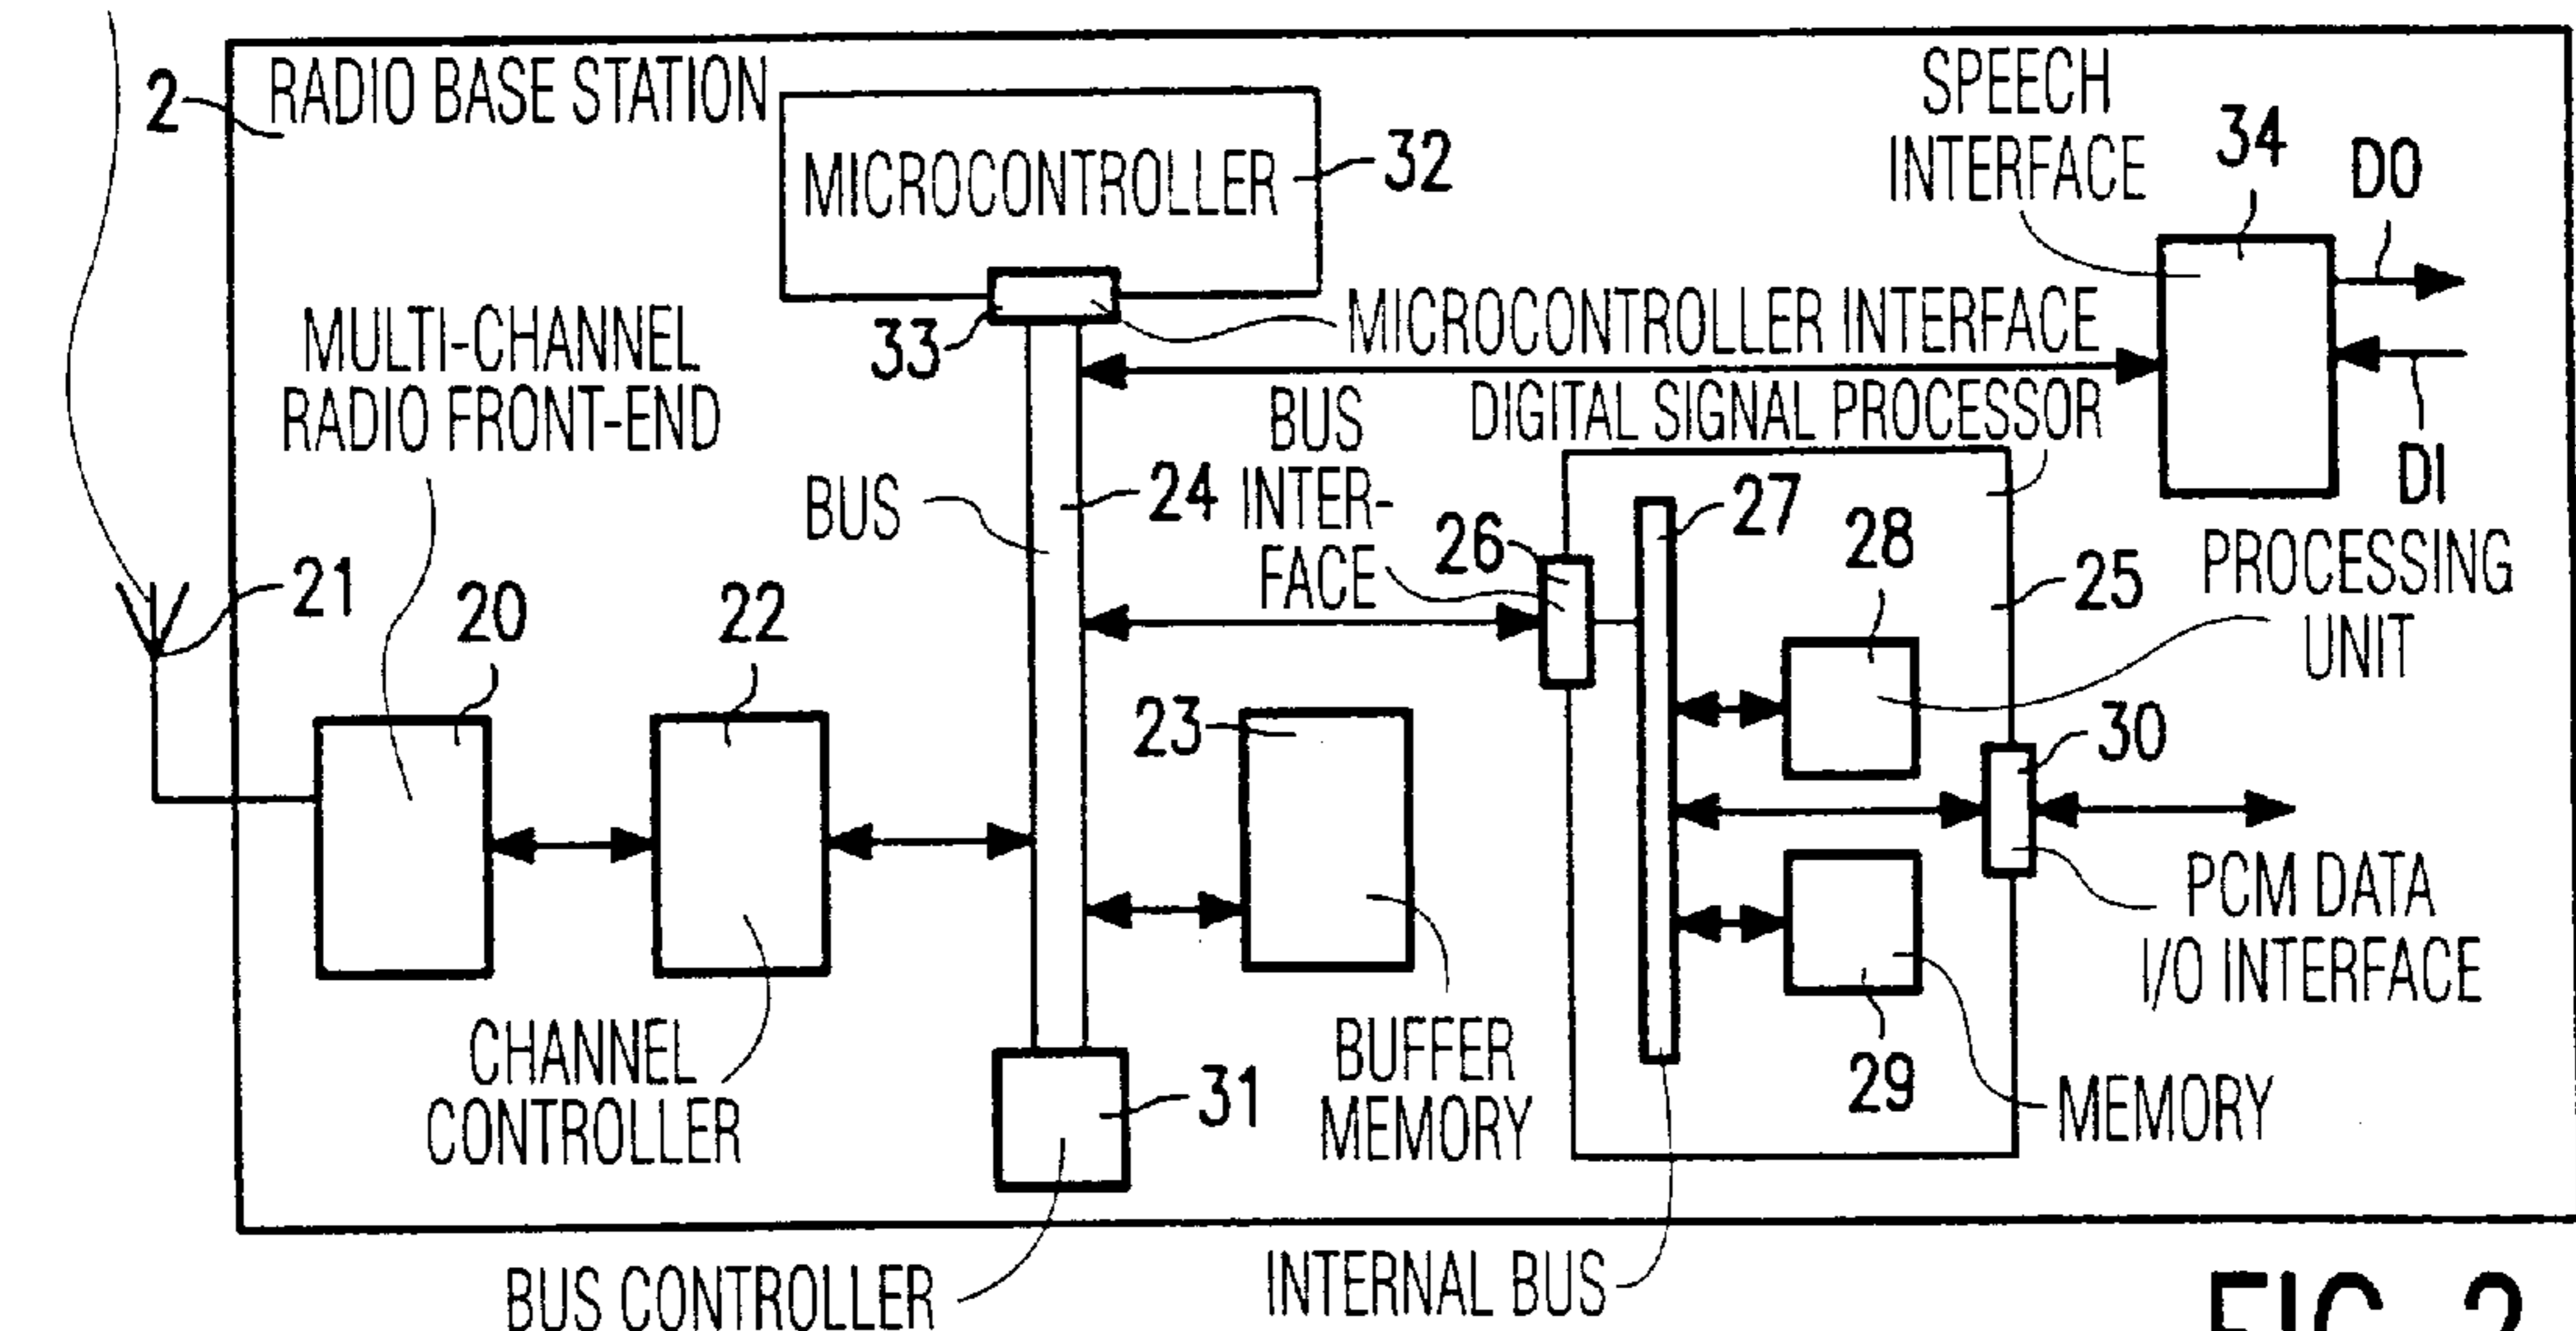 2
RADIO BASE STATION
MICROCONTROLLER
32
SPEECH
INTERFACE
34
DO
DI
33
MICROCONTROLLER INTERFACE
MULTI-CHANNEL
RADIO FRONT-END
BUS
24
BUS
INTER-
FACE
26
DIGITAL SIGNAL PROCESSOR
27
28
25
PROCESSING
UNIT
21
20
22
23
30
PCM DATA
I/O INTERFACE
CHANNEL
CONTROLLER
31
BUFFER
MEMORY
29
MEMORY
BUS CONTROLLER
INTERNAL BUS
FIG. 2